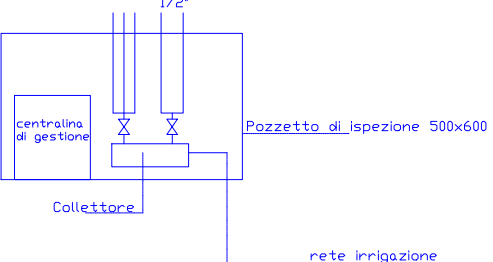 1/2"
centralina
di gestione
Pozzetto di ispezione 500x600
Collettore
rete irrigazione